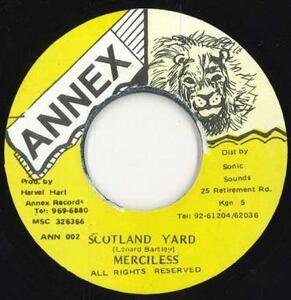 ANNEX
Prod. by
Harvel Hart
Annex Records
Tel: 969-6880
MSC 326366
Dist by
Sonic
Sounds
25 Retirement Rd.
Kgn 5
Tel: 92-61204/62036
ANN 002 SCOTLAND YARD
(Lenard Bartley)
MERCILESS
ALL RIGHTS RESERVED